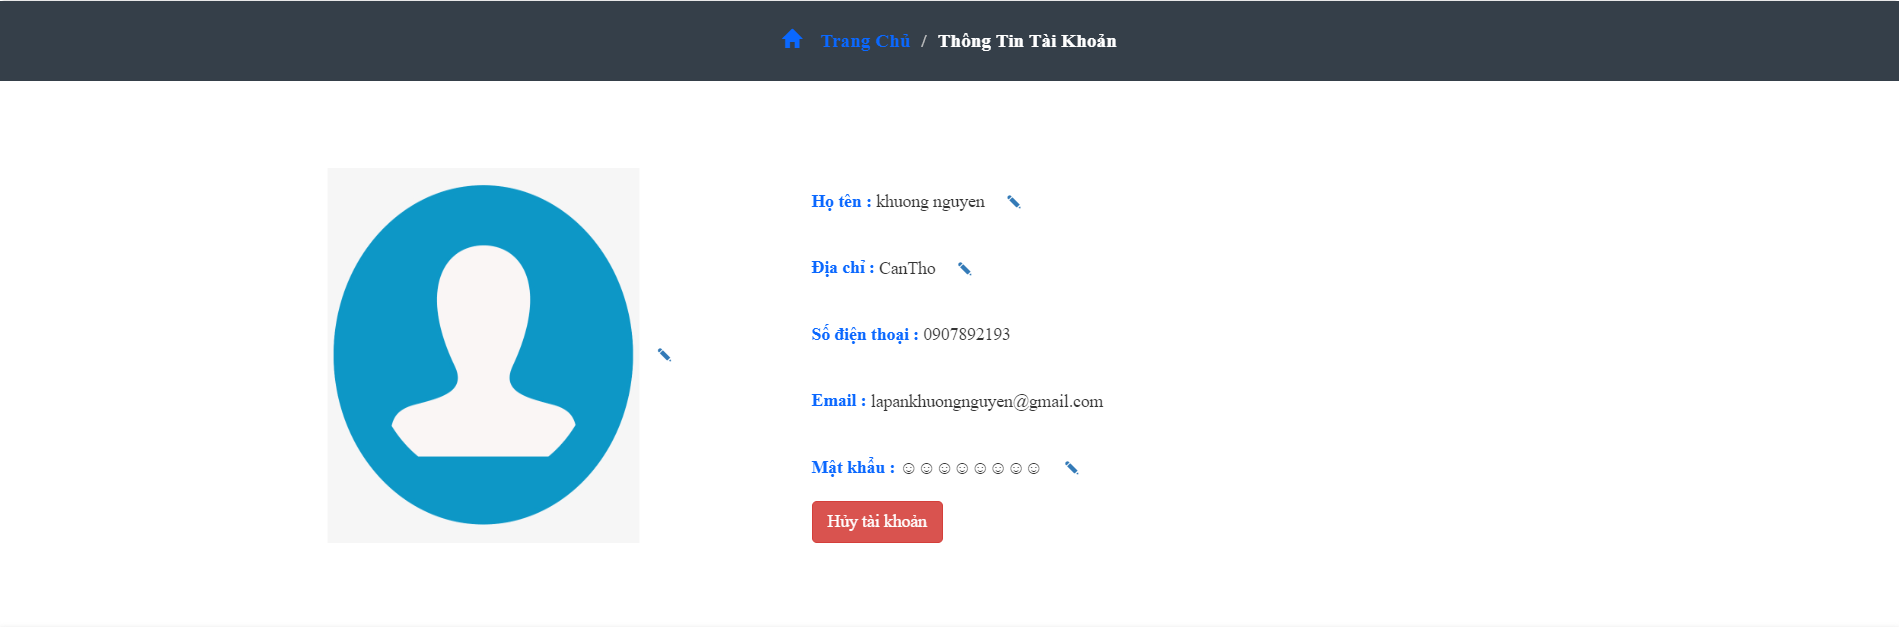 Trang Chủ / Thông Tin Tài Khoản
Họ tên : khuong nguyen
Địa chỉ : CanTho
Số điện thoại : 0907892193
Email : lapankhuongnguyen@gmail.com
Mật khẩu : ☺☺☺☺☺☺☺☺
Hủy tài khoản